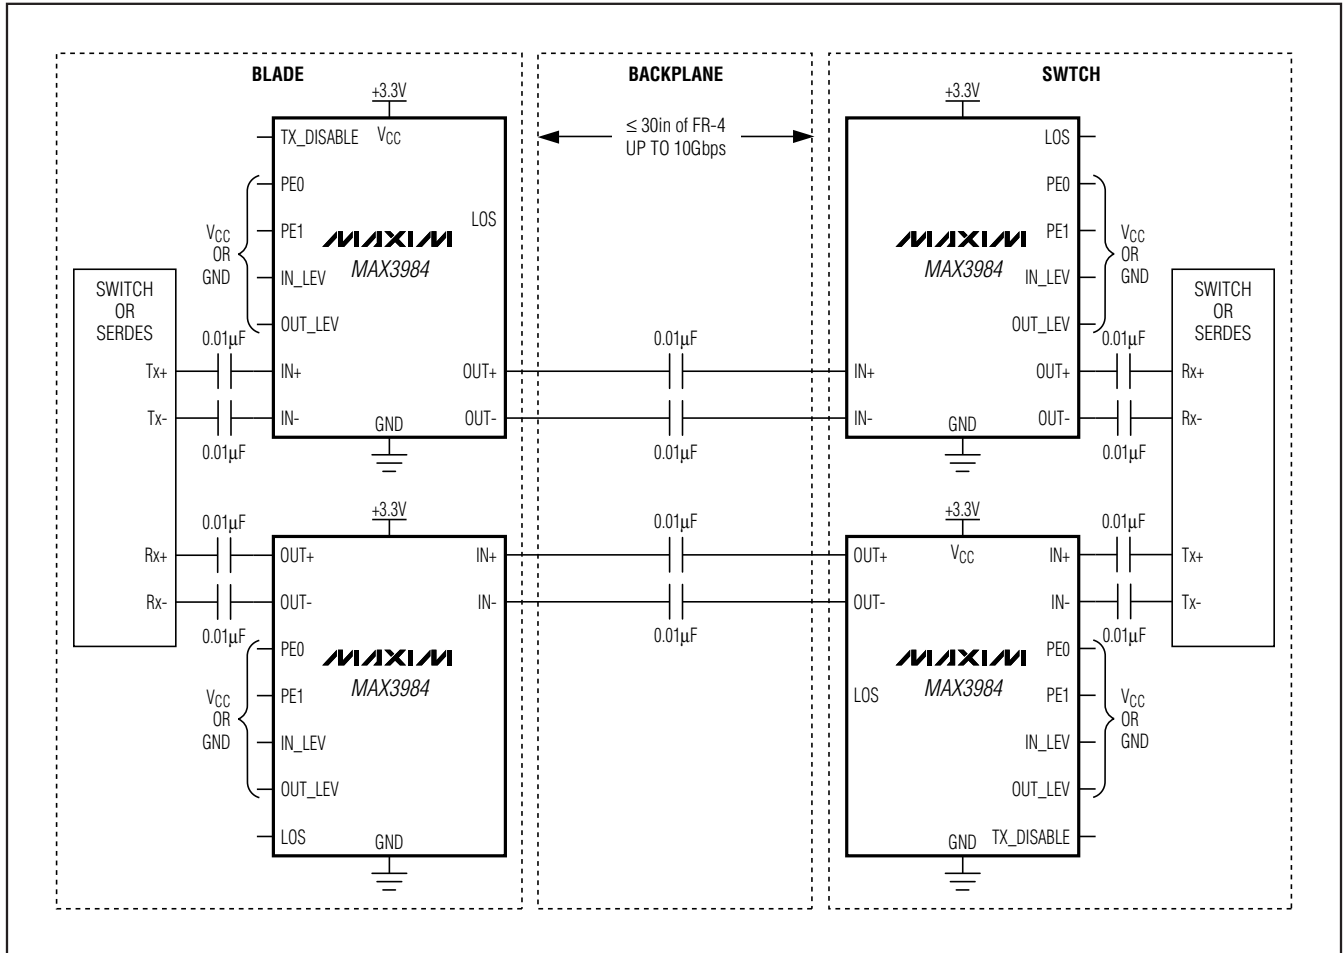 BLADE
BACKPLANE
SWTCH
+3.3V
TX_DISABLE
VCC
PE0
PE1
IN_LEV
OUT_LEV
VCC
OR
GND
LOS
MAXIM
MAX3984
IN+
IN-
OUT+
OUT-
GND
SWITCH
OR
SERDES
Tx+
Tx-
Rx+
Rx-
0.01µF
0.01µF
≤ 30in of FR-4
UP TO 10Gbps
0.01µF
0.01µF
+3.3V
LOS
PE0
PE1
IN_LEV
OUT_LEV
VCC
OR
GND
MAXIM
MAX3984
IN+
IN-
OUT+
OUT-
GND
0.01µF
0.01µF
SWITCH
OR
SERDES
Rx+
Rx-
Tx+
Tx-
+3.3V
0.01µF
0.01µF
OUT+
OUT-
IN+
IN-
PE0
PE1
IN_LEV
OUT_LEV
LOS
VCC
OR
GND
MAXIM
MAX3984
GND
0.01µF
0.01µF
+3.3V
VCC
OUT+
OUT-
IN+
IN-
0.01µF
0.01µF
LOS
MAXIM
MAX3984
PE0
PE1
IN_LEV
OUT_LEV
TX_DISABLE
VCC
OR
GND
GND